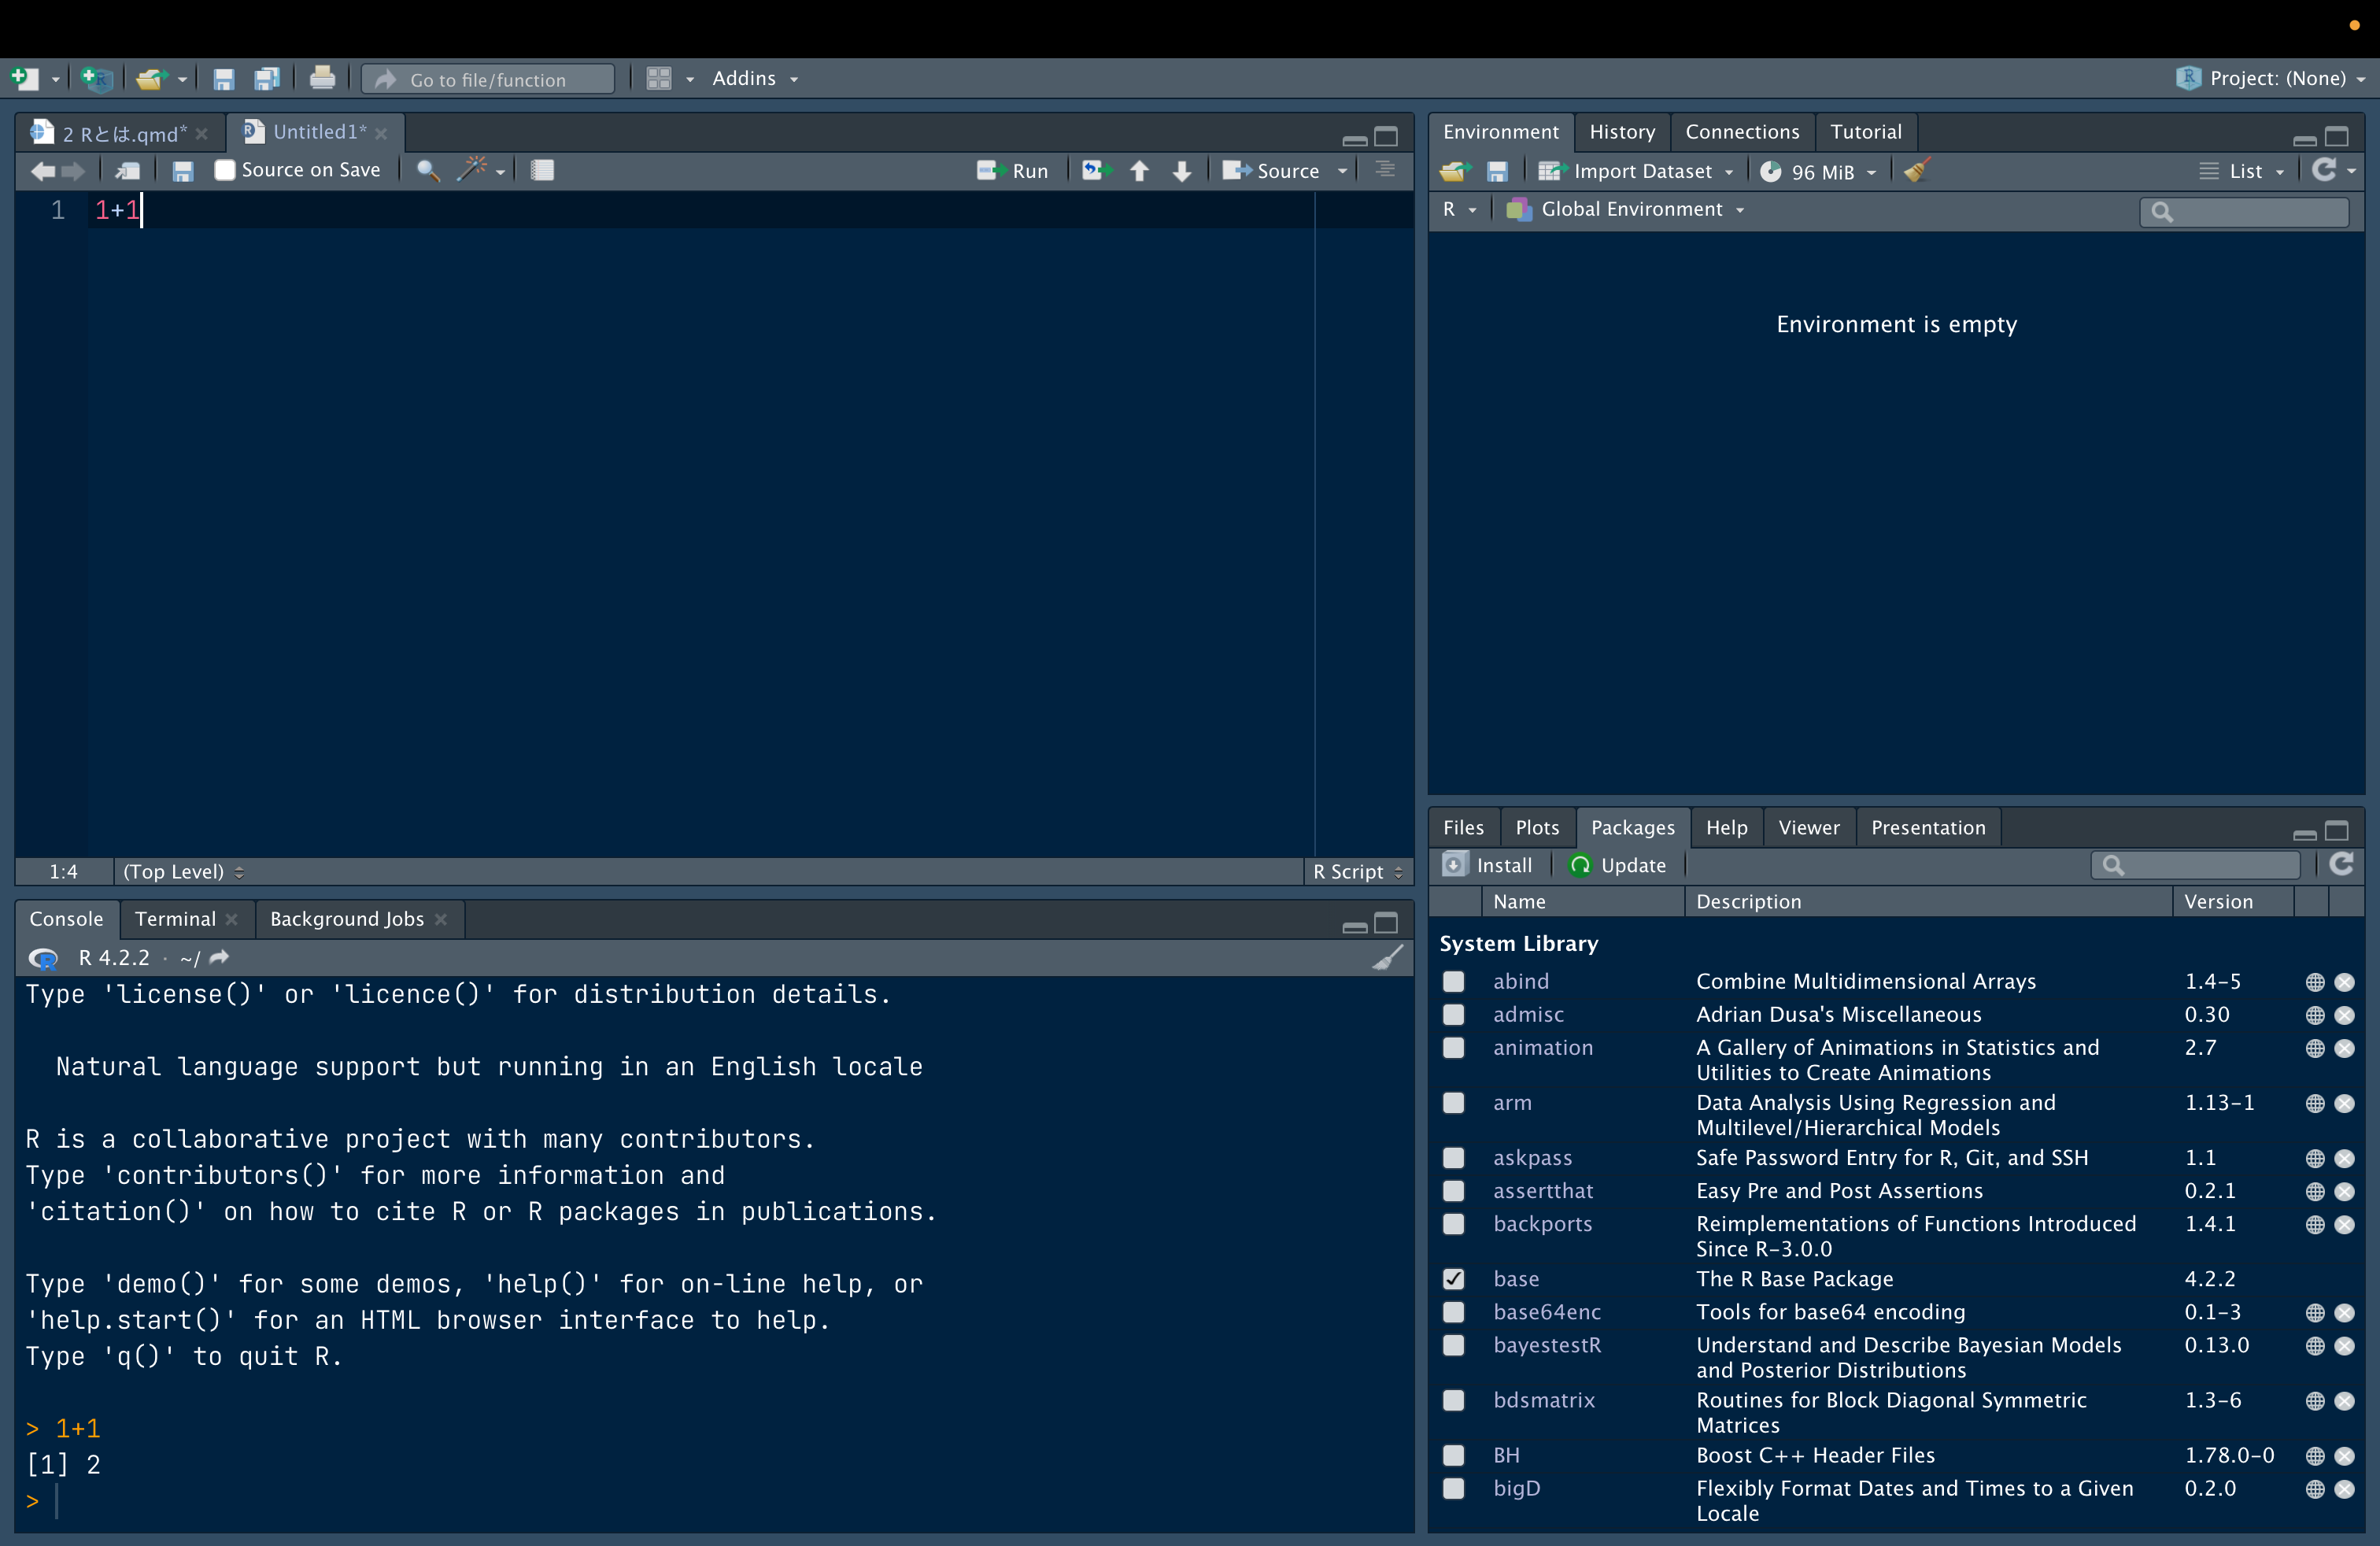 Go to file/function
Addins
Project: (None)
2 Rとは.qmd*
Untitled1*
Source on Save
Run
Source
1 1+1
1:4
(Top Level)
R Script
Console
Terminal
Background Jobs
R 4.2.2 · ~/
Type 'license()' or 'licence()' for distribution details.
Natural language support but running in an English locale
R is a collaborative project with many contributors.
Type 'contributors()' for more information and
'citation()' on how to cite R or R packages in publications.
Type 'demo()' for some demos, 'help()' for on-line help, or
'help.start()' for an HTML browser interface to help.
Type 'q()' to quit R.
> 1+1
[1] 2
>
Environment
History
Connections
Tutorial
Import Dataset
96 MiB
List
R
Global Environment
Environment is empty
Files
Plots
Packages
Help
Viewer
Presentation
Install
Update
Name Description Version
System Library
abind Combine Multidimensional Arrays 1.4-5
admisc Adrian Dusa's Miscellaneous 0.30
animation A Gallery of Animations in Statistics and 2.7
Utilities to Create Animations
arm Data Analysis Using Regression and 1.13-1
Multilevel/Hierarchical Models
askpass Safe Password Entry for R, Git, and SSH 1.1
assertthat Easy Pre and Post Assertions 0.2.1
backports Reimplementations of Functions Introduced 1.4.1
Since R-3.0.0
base The R Base Package 4.2.2
base64enc Tools for base64 encoding 0.1-3
bayestestR Understand and Describe Bayesian Models 0.13.0
and Posterior Distributions
bdsmatrix Routines for Block Diagonal Symmetric 1.3-6
Matrices
BH Boost C++ Header Files 1.78.0-0
bigD Flexibly Format Dates and Times to a Given 0.2.0
Locale